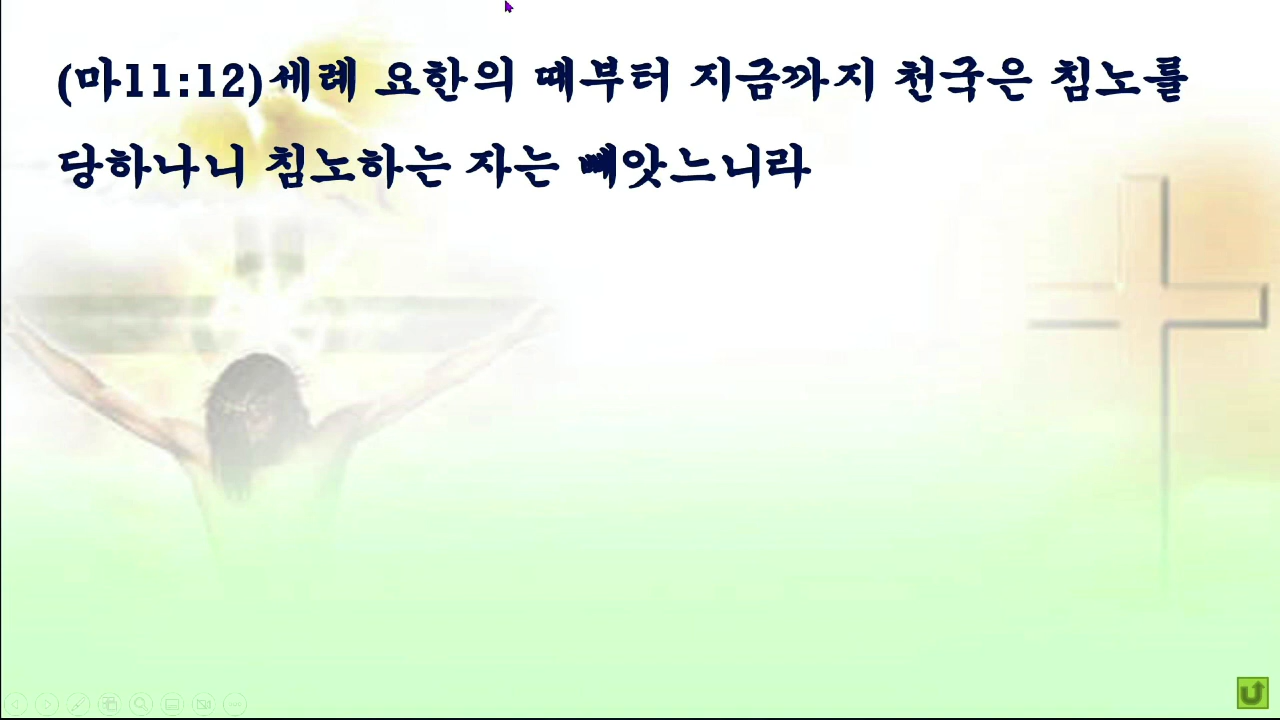 (마11:12)세례 요한의 때부터 지금까지 천국은 침노를
당하나니 침노하는 자는 빼앗느니라